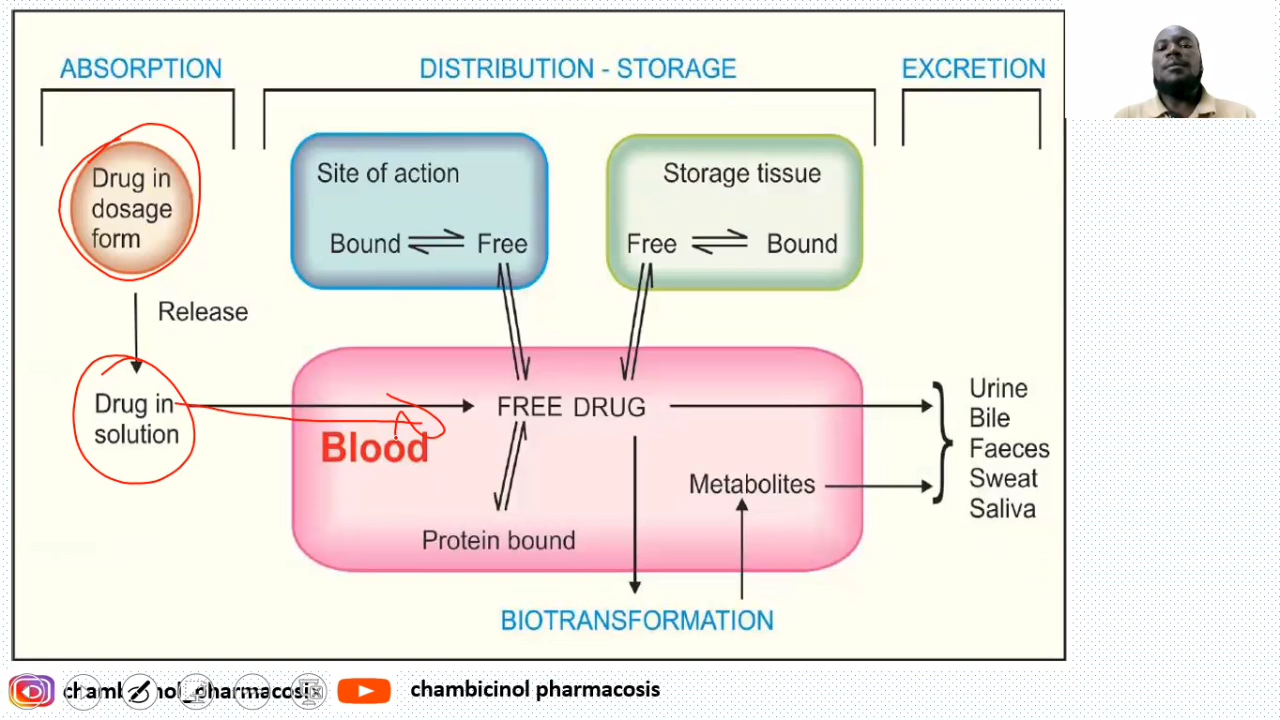 ABSORPTION
DISTRIBUTION - STORAGE
EXCRETION
Drug in
dosage
form
Release
Drug in
solution
Site of action
Bound
Free
Storage tissue
Free
Bound
FREE DRUG
Blood
Protein bound
Metabolites
BIOTRANSFORMATION
Urine
Bile
Faeces
Sweat
Saliva
chambicinol pharmacosis